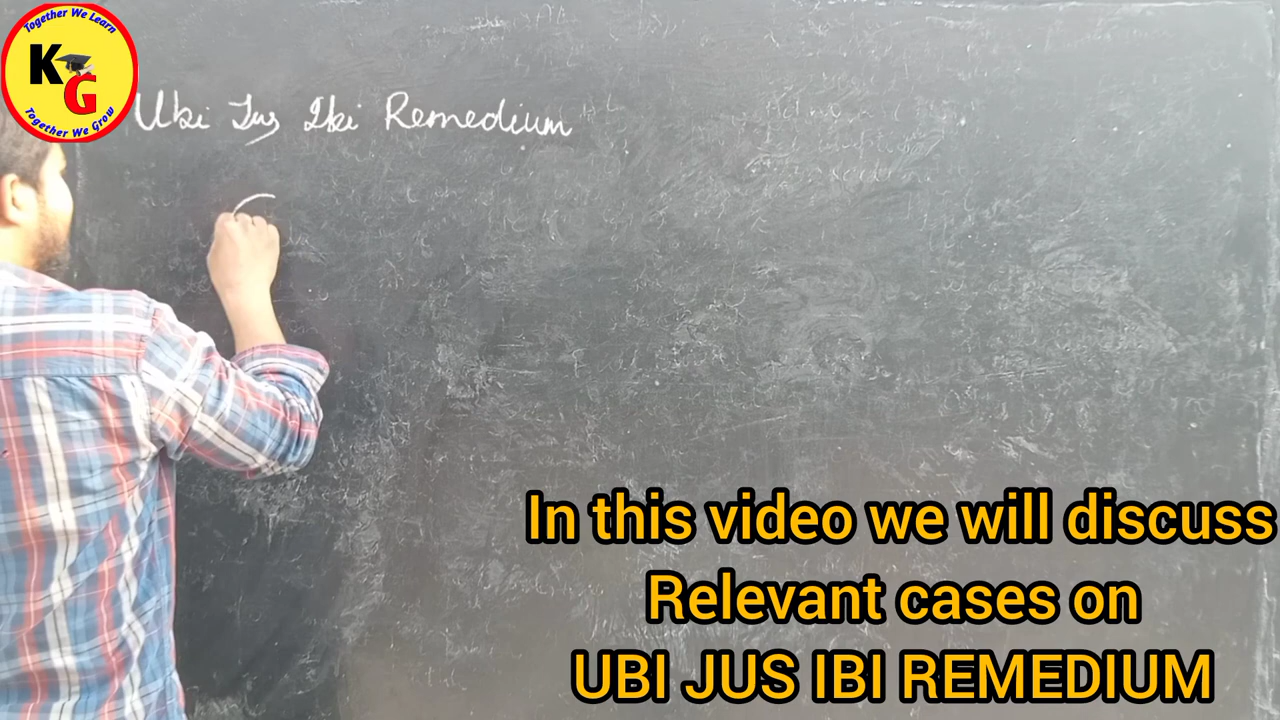 Together We Learn
KG
Together We Grow
Ubi Jus Ibi Remedium
In this video we will discuss
Relevant cases on
UBI JUS IBI REMEDIUM